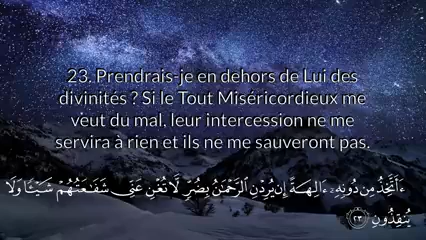 23. Prendrais-je en dehors de Lui des
divinités ? Si le Tout Miséricordieux me
veut du mal, leur intercession ne me
servira à rien et ils ne me sauveront pas.
ءَأَتَّخِذُ مِن دُونِهِۦٓ ءَالِهَةً إِن يُرِدْنِ ٱلرَّحْمَٰنُ بِضُرٍّ لَّا تُغْنِ عَنِّى شَفَٰعَتُهُمْ شَيْـًٔا وَلَا
يُنقِذُونِ ٢٣